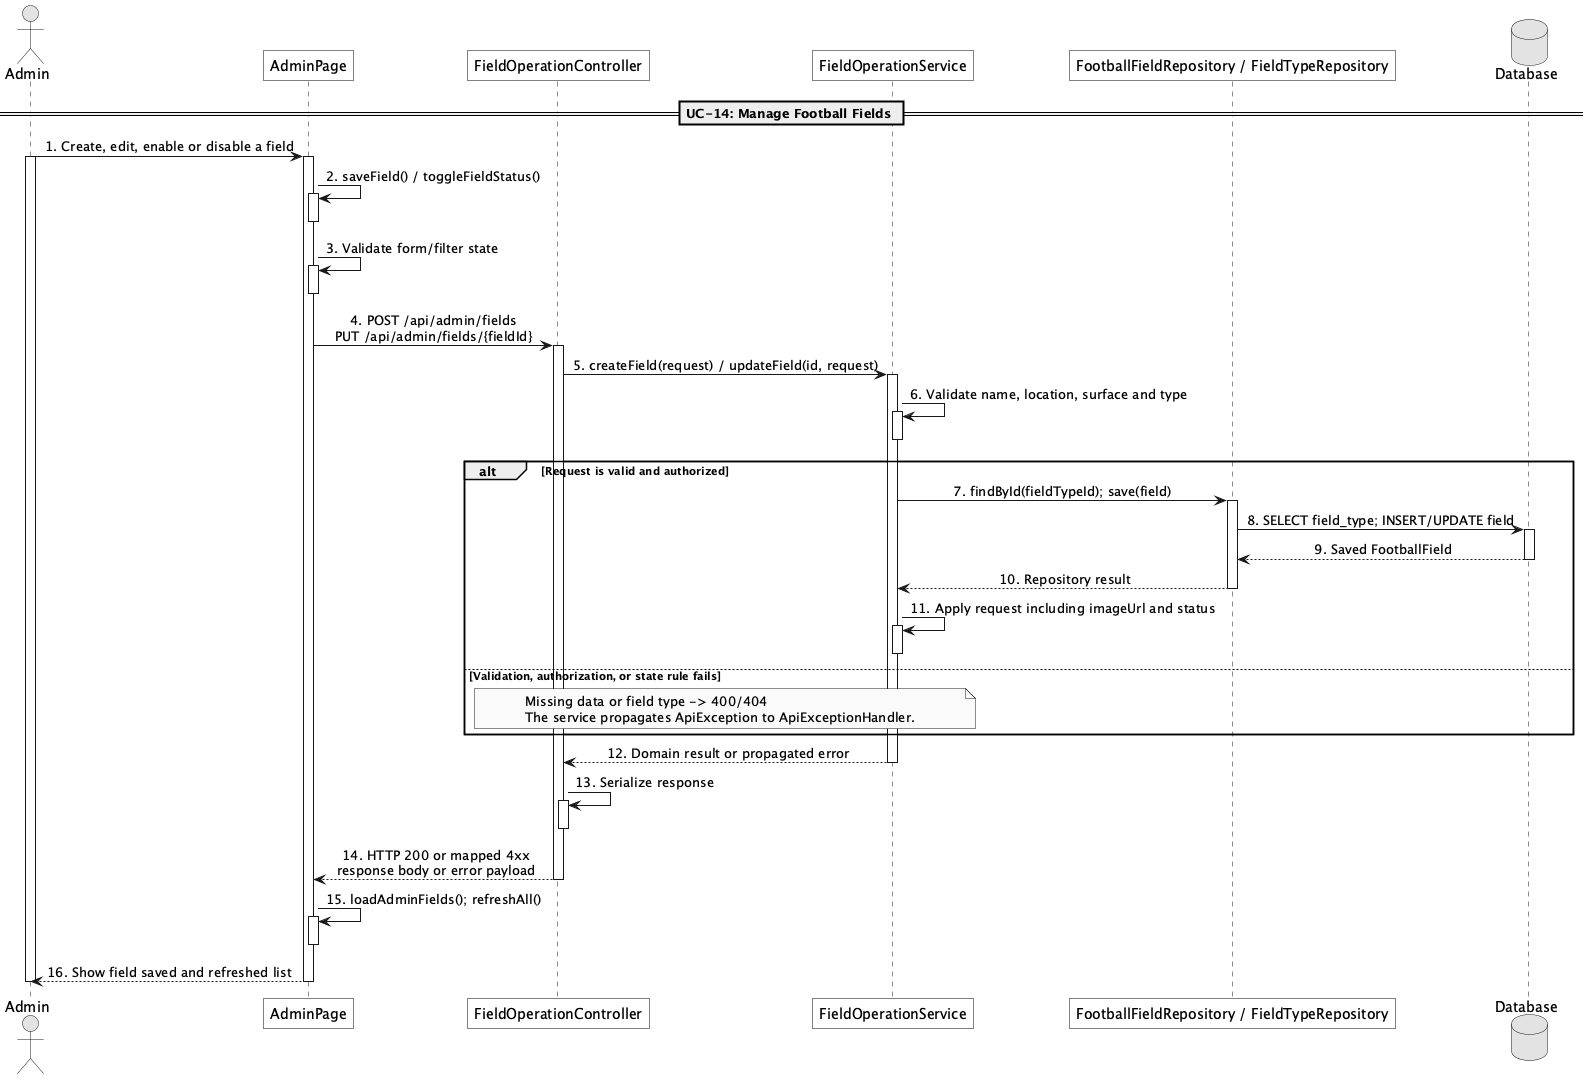 Admin
AdminPage
FieldOperationController
FieldOperationService
FootballFieldRepository / FieldTypeRepository
Database
UC-14: Manage Football Fields
1. Create, edit, enable or disable a field
2. saveField() / toggleFieldStatus()
3. Validate form/filter state
4. POST /api/admin/fields
PUT /api/admin/fields/{fieldId}
5. createField(request) / updateField(id, request)
6. Validate name, location, surface and type
alt
[Request is valid and authorized]
7. findById(fieldTypeId); save(field)
8. SELECT field_type; INSERT/UPDATE field
9. Saved FootballField
10. Repository result
11. Apply request including imageUrl and status
[Validation, authorization, or state rule fails]
Missing data or field type -> 400/404
The service propagates ApiException to ApiExceptionHandler.
12. Domain result or propagated error
13. Serialize response
14. HTTP 200 or mapped 4xx
response body or error payload
15. loadAdminFields(); refreshAll()
16. Show field saved and refreshed list
Admin
AdminPage
FieldOperationController
FieldOperationService
FootballFieldRepository / FieldTypeRepository
Database